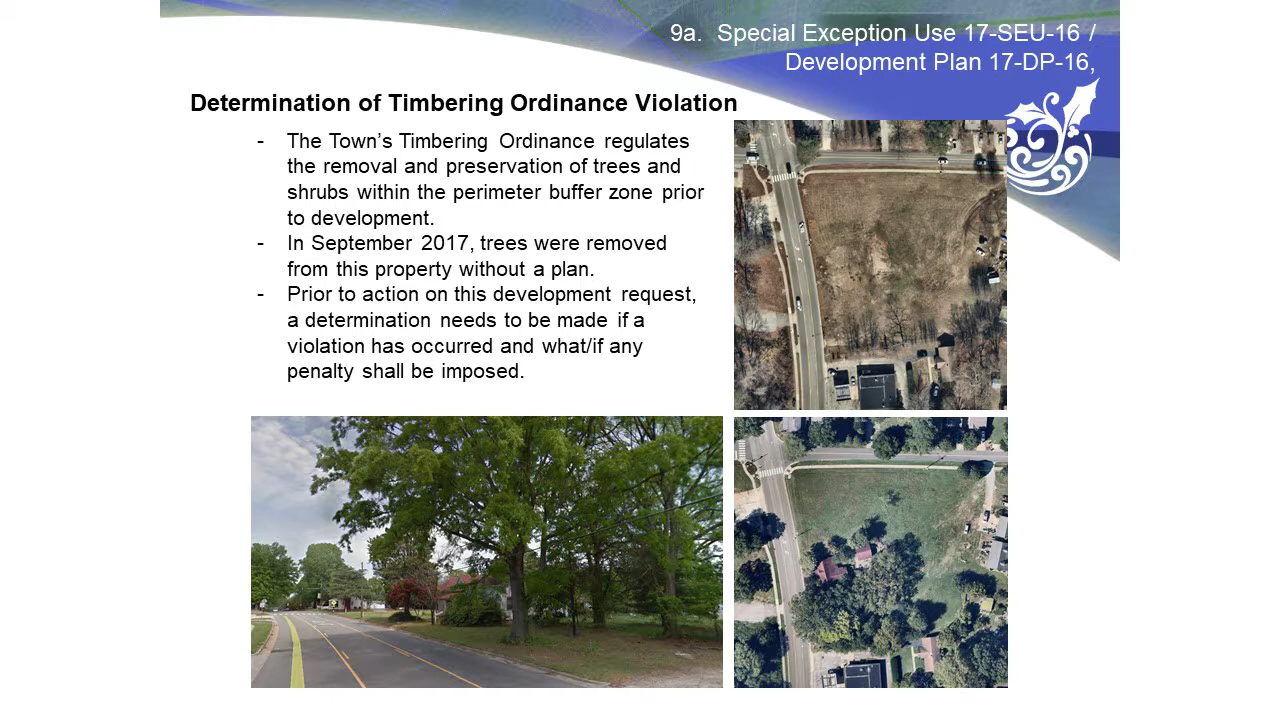 9a. Special Exception Use 17-SEU-16 /
Development Plan 17-DP-16,
Determination of Timbering Ordinance Violation
- The Town’s Timbering Ordinance regulates
the removal and preservation of trees and
shrubs within the perimeter buffer zone prior
to development.
- In September 2017, trees were removed
from this property without a plan.
- Prior to action on this development request,
a determination needs to be made if a
violation has occurred and what/if any
penalty shall be imposed.